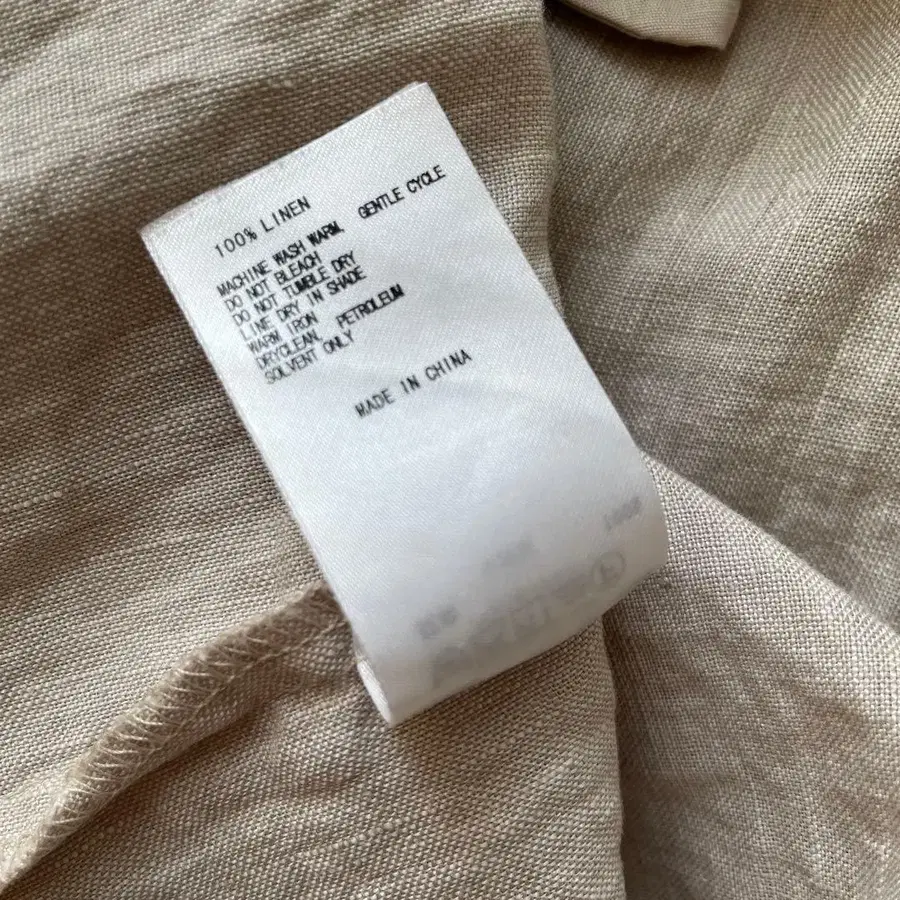 100% LINEN
MACHINE WASH WARM, GENTLE CYCLE
DO NOT BLEACH
DO NOT TUMBLE DRY
LINE DRY IN SHADE
WARM IRON
DRYCLEAN, PETROLEUM
SOLVENT ONLY
MADE IN CHINA